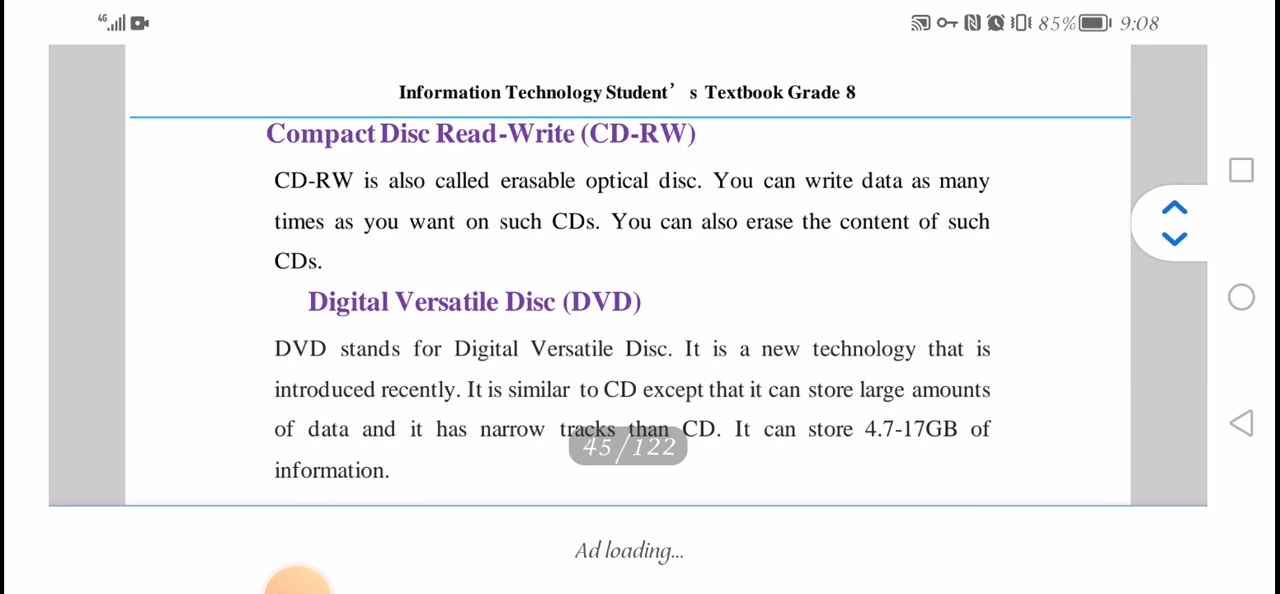 4G 85% 9:08
Information Technology Student's Textbook Grade 8
Compact Disc Read-Write (CD-RW)
CD-RW is also called erasable optical disc. You can write data as many
times as you want on such CDs. You can also erase the content of such
CDs.
Digital Versatile Disc (DVD)
DVD stands for Digital Versatile Disc. It is a new technology that is
introduced recently. It is similar to CD except that it can store large amounts
of data and it has narrow tracks than CD. It can store 4.7-17GB of
45/122
information.
Ad loading...